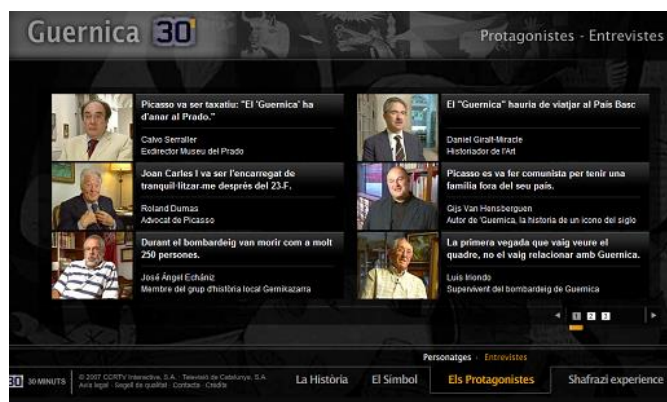 Guernica 30'
Protagonistes - Entrevistes
Picasso va ser taxatiu: "El 'Guernica' ha
d'anar al Prado."
Calvo Serraller
Exdirector Museu del Prado
El "Guernica" hauria de viatjar al País Basc
Daniel Giralt-Miracle
Historiador de l'Art
Joan Carles I va ser l'encarregat de
tranquil·litzar-me després del 23-F.
Roland Dumas
Advocat de Picasso
Picasso es va fer comunista per tenir una
família fora del seu país.
Gijs Van Hensberguen
Autor de 'Guernica, la historia de un icono del siglo
Durant el bombardeig van morir com a molt
250 persones.
José Ángel Echániz
Membre del grup d'història local Gernikazarra
La primera vegada que vaig veure el
quadre, no el vaig relacionar amb Guernica.
Luis Iriondo
Supervivent del bombardeig de Guernica
1 2 3
Personatges - Entrevistes
30 30 MINUTS
© 2007 CCRTV Interactiva, S.A. - Televisió de Catalunya, S.A.
Avís legal - Segell de qualitat - Contacta - Crèdits
La Història El Símbol Els Protagonistes Shafrazi experience